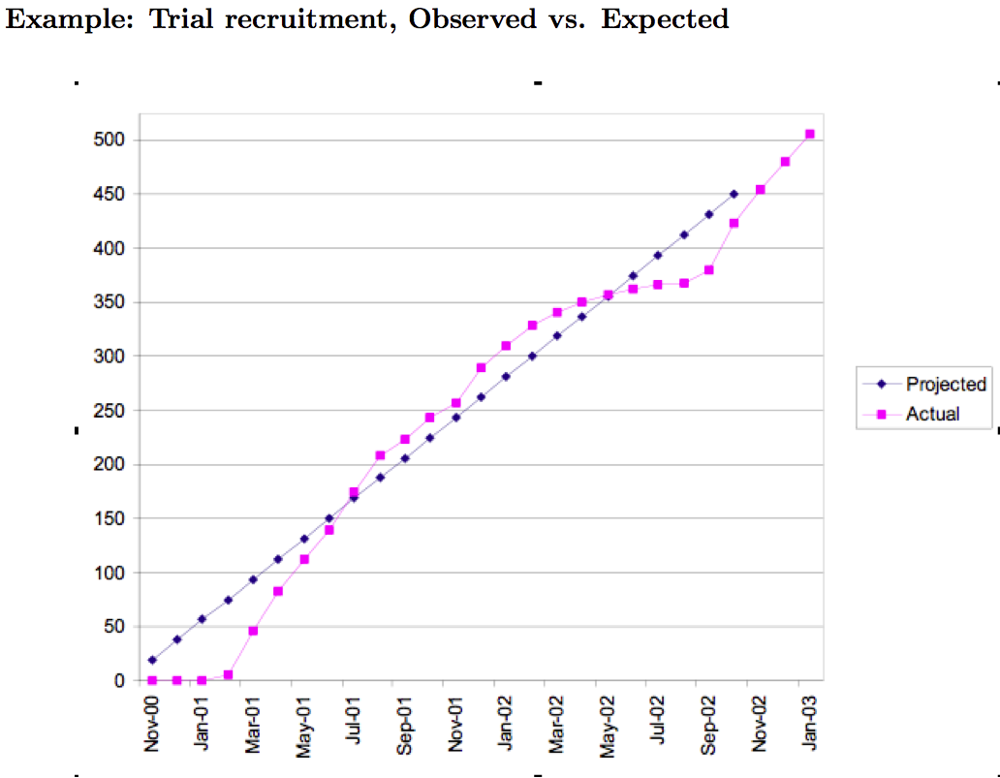 Example: Trial recruitment, Observed vs. Expected
500
450
400
350
300
250
200
150
100
50
0
Nov-00
Jan-01
Mar-01
May-01
Jul-01
Sep-01
Nov-01
Jan-02
Mar-02
May-02
Jul-02
Sep-02
Nov-02
Jan-03
Projected
Actual